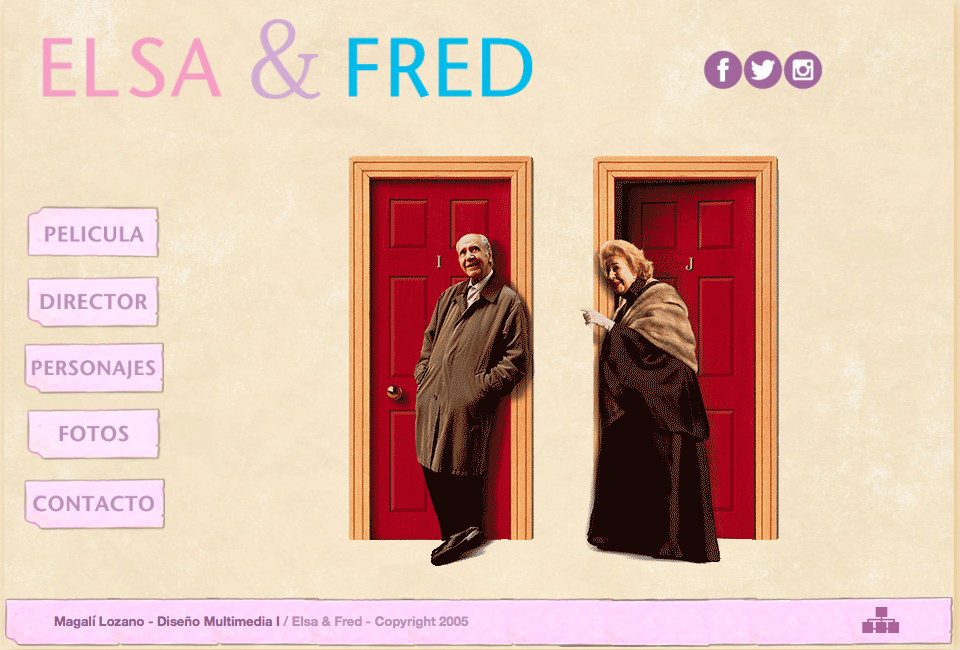 ELSA & FRED
PELICULA
DIRECTOR
PERSONAJES
FOTOS
CONTACTO
I
J
Magalí Lozano - Diseño Multimedia I / Elsa & Fred - Copyright 2005